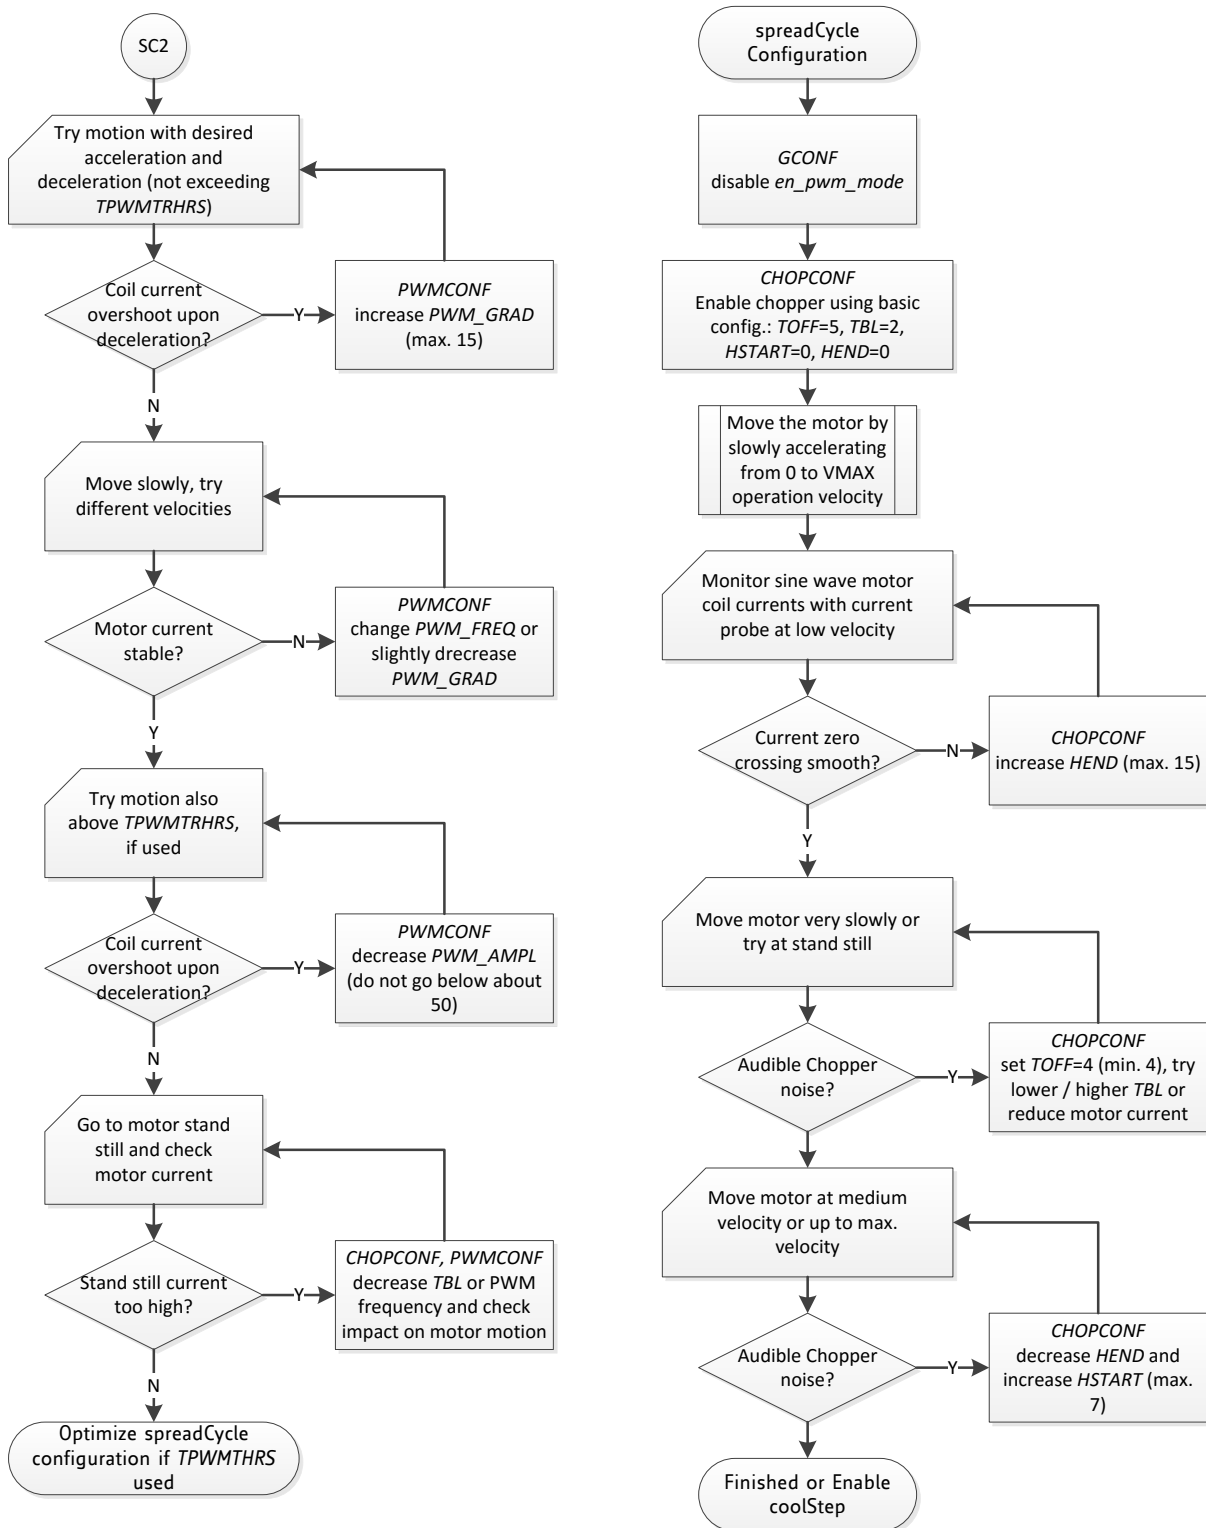 SC2
Try motion with desired
acceleration and
deceleration (not exceeding
TPWMTRHRS)
Coil current
overshoot upon
deceleration?
Y
PWMCONF
increase PWM_GRAD
(max. 15)
N
Move slowly, try
different velocities
Motor current
stable?
N
PWMCONF
change PWM_FREQ or
slightly drecrease
PWM_GRAD
Y
Try motion also
above TPWMTRHRS,
if used
Coil current
overshoot upon
deceleration?
Y
PWMCONF
decrease PWM_AMPL
(do not go below about
50)
N
Go to motor stand
still and check
motor current
Stand still current
too high?
Y
CHOPCONF, PWMCONF
decrease TBL or PWM
frequency and check
impact on motor motion
N
Optimize spreadCycle
configuration if TPWMTHRS
used
spreadCycle
Configuration
GCONF
disable en_pwm_mode
CHOPCONF
Enable chopper using basic
config.: TOFF=5, TBL=2,
HSTART=0, HEND=0
Move the motor by
slowly accelerating
from 0 to VMAX
operation velocity
Monitor sine wave motor
coil currents with current
probe at low velocity
Current zero
crossing smooth?
N
CHOPCONF
increase HEND (max. 15)
Y
Move motor very slowly or
try at stand still
Audible Chopper
noise?
Y
CHOPCONF
set TOFF=4 (min. 4), try
lower / higher TBL or
reduce motor current
Move motor at medium
velocity or up to max.
velocity
Audible Chopper
noise?
Y
CHOPCONF
decrease HEND and
increase HSTART (max.
7)
Finished or Enable
coolStep